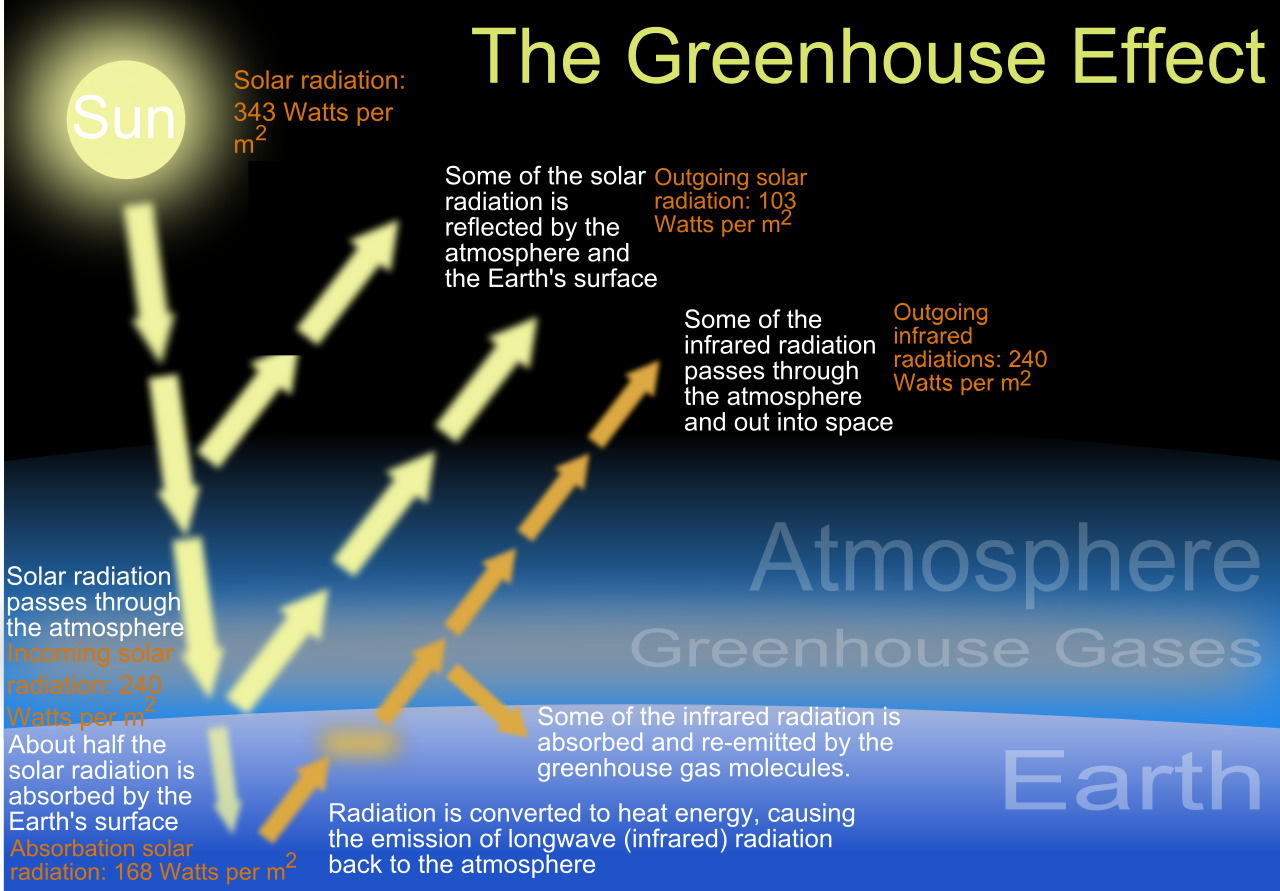 The Greenhouse Effect
Sun
Solar radiation:
343 Watts per
m2
Some of the solar
radiation is
reflected by the
atmosphere and
the Earth's surface
Outgoing solar
radiation: 103
Watts per m2
Some of the
infrared radiation
passes through
the atmosphere
and out into space
Outgoing
infrared
radiations: 240
Watts per m2
Atmosphere
Greenhouse Gases
Solar radiation
passes through
the atmosphere
Incoming solar
radiation: 240
Watts per m2
About half the
solar radiation is
absorbed by the
Earth's surface
Absorbation solar
radiation: 168 Watts per m2
Some of the infrared radiation is
absorbed and re-emitted by the
greenhouse gas molecules.
Earth
Radiation is converted to heat energy, causing
the emission of longwave (infrared) radiation
back to the atmosphere